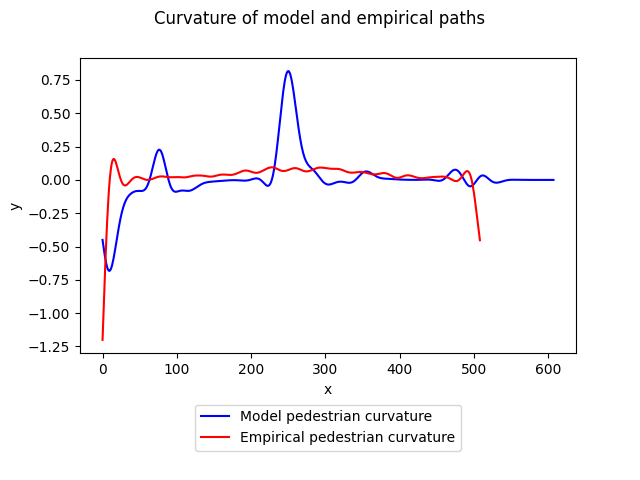 Curvature of model and empirical paths
0.75
0.50
0.25
0.00
−0.25
−0.50
−0.75
−1.00
−1.25
y
0 100 200 300 400 500 600
x
Model pedestrian curvature
Empirical pedestrian curvature